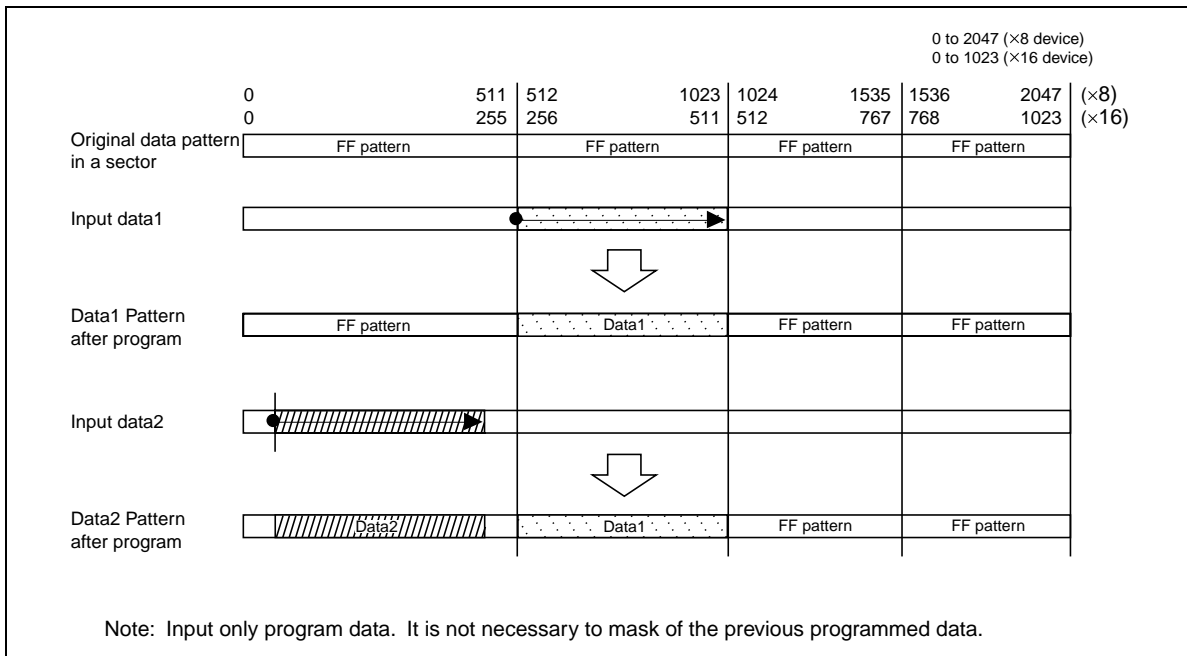 0 to 2047 (×8 device)
0 to 1023 (×16 device)
0 511 512 1023 1024 1535 1536 2047 (×8)
0 255 256 511 512 767 768 1023 (×16)
Original data pattern
in a sector
FF pattern FF pattern FF pattern FF pattern
Input data1
Data1 Pattern
after program
FF pattern Data1 FF pattern FF pattern
Input data2
Data2 Pattern
after program
Data2 Data1 FF pattern FF pattern
Note: Input only program data. It is not necessary to mask of the previous programmed data.